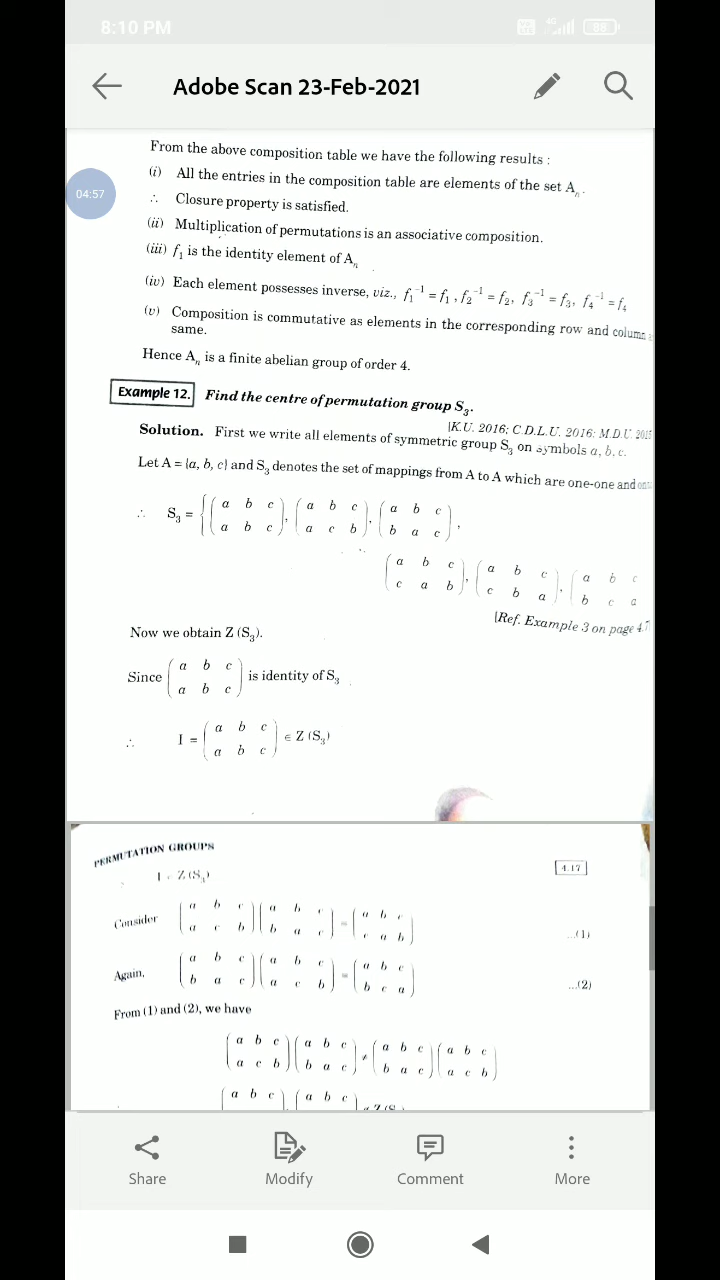 8:10 PM
4G 88
Adobe Scan 23-Feb-2021
04:57
From the above composition table we have the following results :
(i) All the entries in the composition table are elements of the set Aₙ.
∴ Closure property is satisfied.
(ii) Multiplication of permutations is an associative composition.
(iii) f₁ is the identity element of Aₙ
(iv) Each element possesses inverse, viz., f₁⁻¹ = f₁ , f₂⁻¹ = f₂, f₃⁻¹ = f₃, f₄⁻¹ = f₄
(v) Composition is commutative as elements in the corresponding row and column
same.
Hence Aₙ is a finite abelian group of order 4.
Example 12. Find the centre of permutation group S₃.
[K.U. 2016; C.D.L.U. 2016; M.D.U. 2015
Solution. First we write all elements of symmetric group S₃ on symbols a, b, c.
Let A = {a, b, c} and S₃ denotes the set of mappings from A to A which are one-one and
∴ S₃ = { ( a b c ), ( a b c ), ( a b c ),
a b c a c b b a c
( a b c ), ( a b c ), ( a b c
c a b c b a b c a
[Ref. Example 3 on page 4.7
Now we obtain Z (S₃).
Since ( a b c ) is identity of S₃
a b c
∴ I = ( a b c ) ∈ Z (S₃)
a b c
PERMUTATION GROUPS
4.17
I ∈ Z (S₃)
Consider ( a b c ) ( a b c ) = ( a b c ) ...(1)
a c b b a c c a b
Again, ( a b c ) ( a b c ) = ( a b c ) ...(2)
b a c a c b b c a
From (1) and (2), we have
( a b c ) ( a b c ) ≠ ( a b c ) ( a b c )
a c b b a c b a c a c b
( a b c ), ( a b c )
Share
Modify
Comment
More